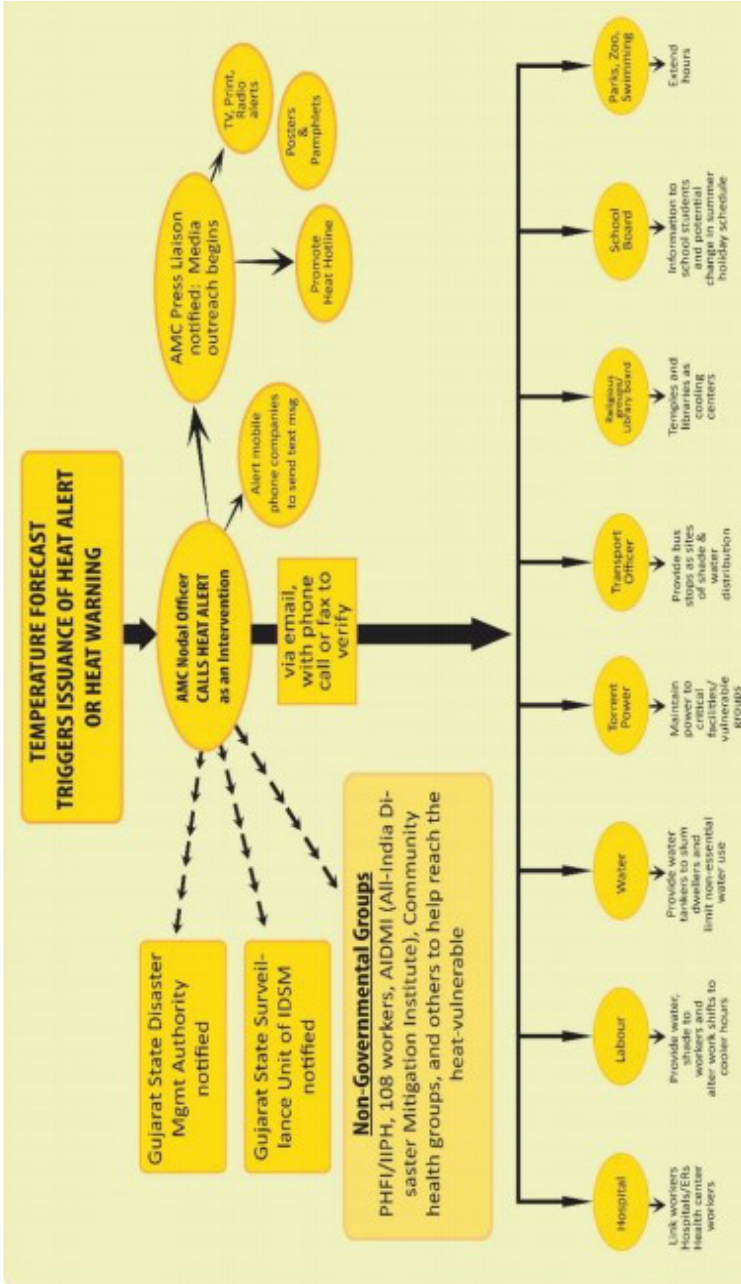 TEMPERATURE FORECAST
TRIGGERS ISSUANCE OF HEAT ALERT
OR HEAT WARNING
AMC Nodal Officer
CALLS HEAT ALERT
as an Intervention
AMC Press Liaison
notified: Media
outreach begins
TV, Print,
Radio
alerts
Posters
&
Pamphlets
Promote
Heat Hotline
Alert mobile
phone companies
to send text msg
Gujarat State Disaster
Mgmt Authority
notified
Gujarat State Surveil-
lance Unit of IDSM
notified
Non-Governmental Groups
PHFI/IIPH, 108 workers, AIDMI (All-India Di-
saster Mitigation Institute), Community
health groups, and others to help reach the
heat-vulnerable
via email,
with phone
call or fax to
verify
Hospital
Link workers
Hospitals/ERs
Health center
workers
Labour
Provide water,
shade to
workers and
alter work shifts to
cooler hours
Water
Provide water
tankers to slum
dwellers and
limit non-essential
water use
Torrent
Power
Maintain
power to
critical
facilities/
vulnerable
groups
Transport
Officer
Provide bus
stops as sites
of shade &
water
distribution
Religious
groups/
Library board
Temples and
libraries as
cooling
centers
School
Board
Information to
school students
and potential
change in summer
holiday schedule
Parks, Zoo,
Swimming
Extend
hours